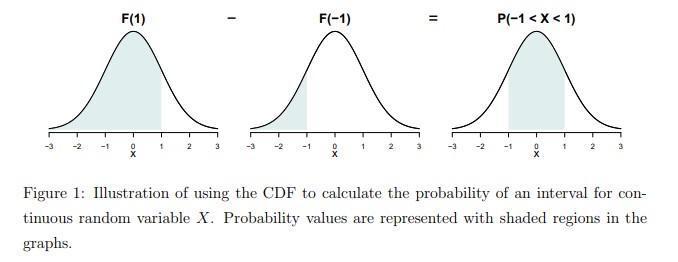 F(1) − F(−1) = P(−1 < X < 1)
−3 −2 −1 0 1 2 3 −3 −2 −1 0 1 2 3 −3 −2 −1 0 1 2 3
X X X
Figure 1: Illustration of using the CDF to calculate the probability of an interval for con-
tinuous random variable X. Probability values are represented with shaded regions in the
graphs.